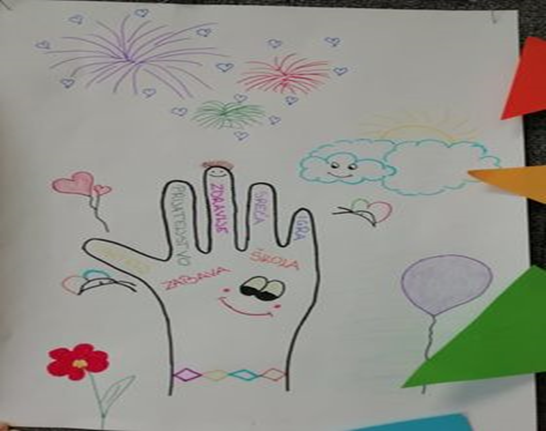 PRIJATELJSTVO
ZDRAVLJE
SREĆA
IGRA
ZABAVA
ŠKOLA